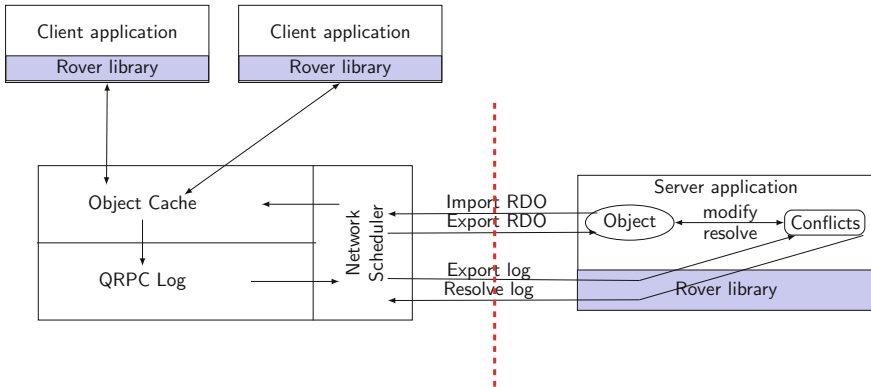 Client application
Rover library
Client application
Rover library
Object Cache
QRPC Log
Network
Scheduler
Import RDO
Export RDO
Export log
Resolve log
Server application
Object
modify
resolve
Conflicts
Rover library